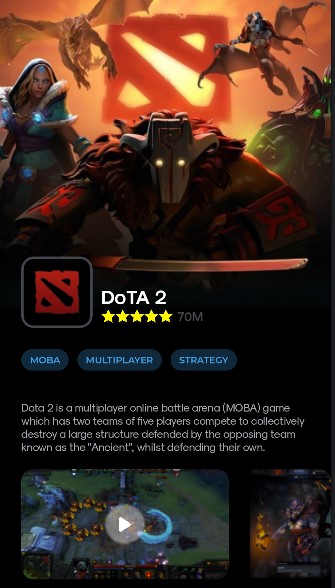 DoTA 2
70M
MOBA MULTIPLAYER STRATEGY
Dota 2 is a multiplayer online battle arena (MOBA) game
which has two teams of five players compete to collectively
destroy a large structure defended by the opposing team
known as the "Ancient", whilst defending their own.